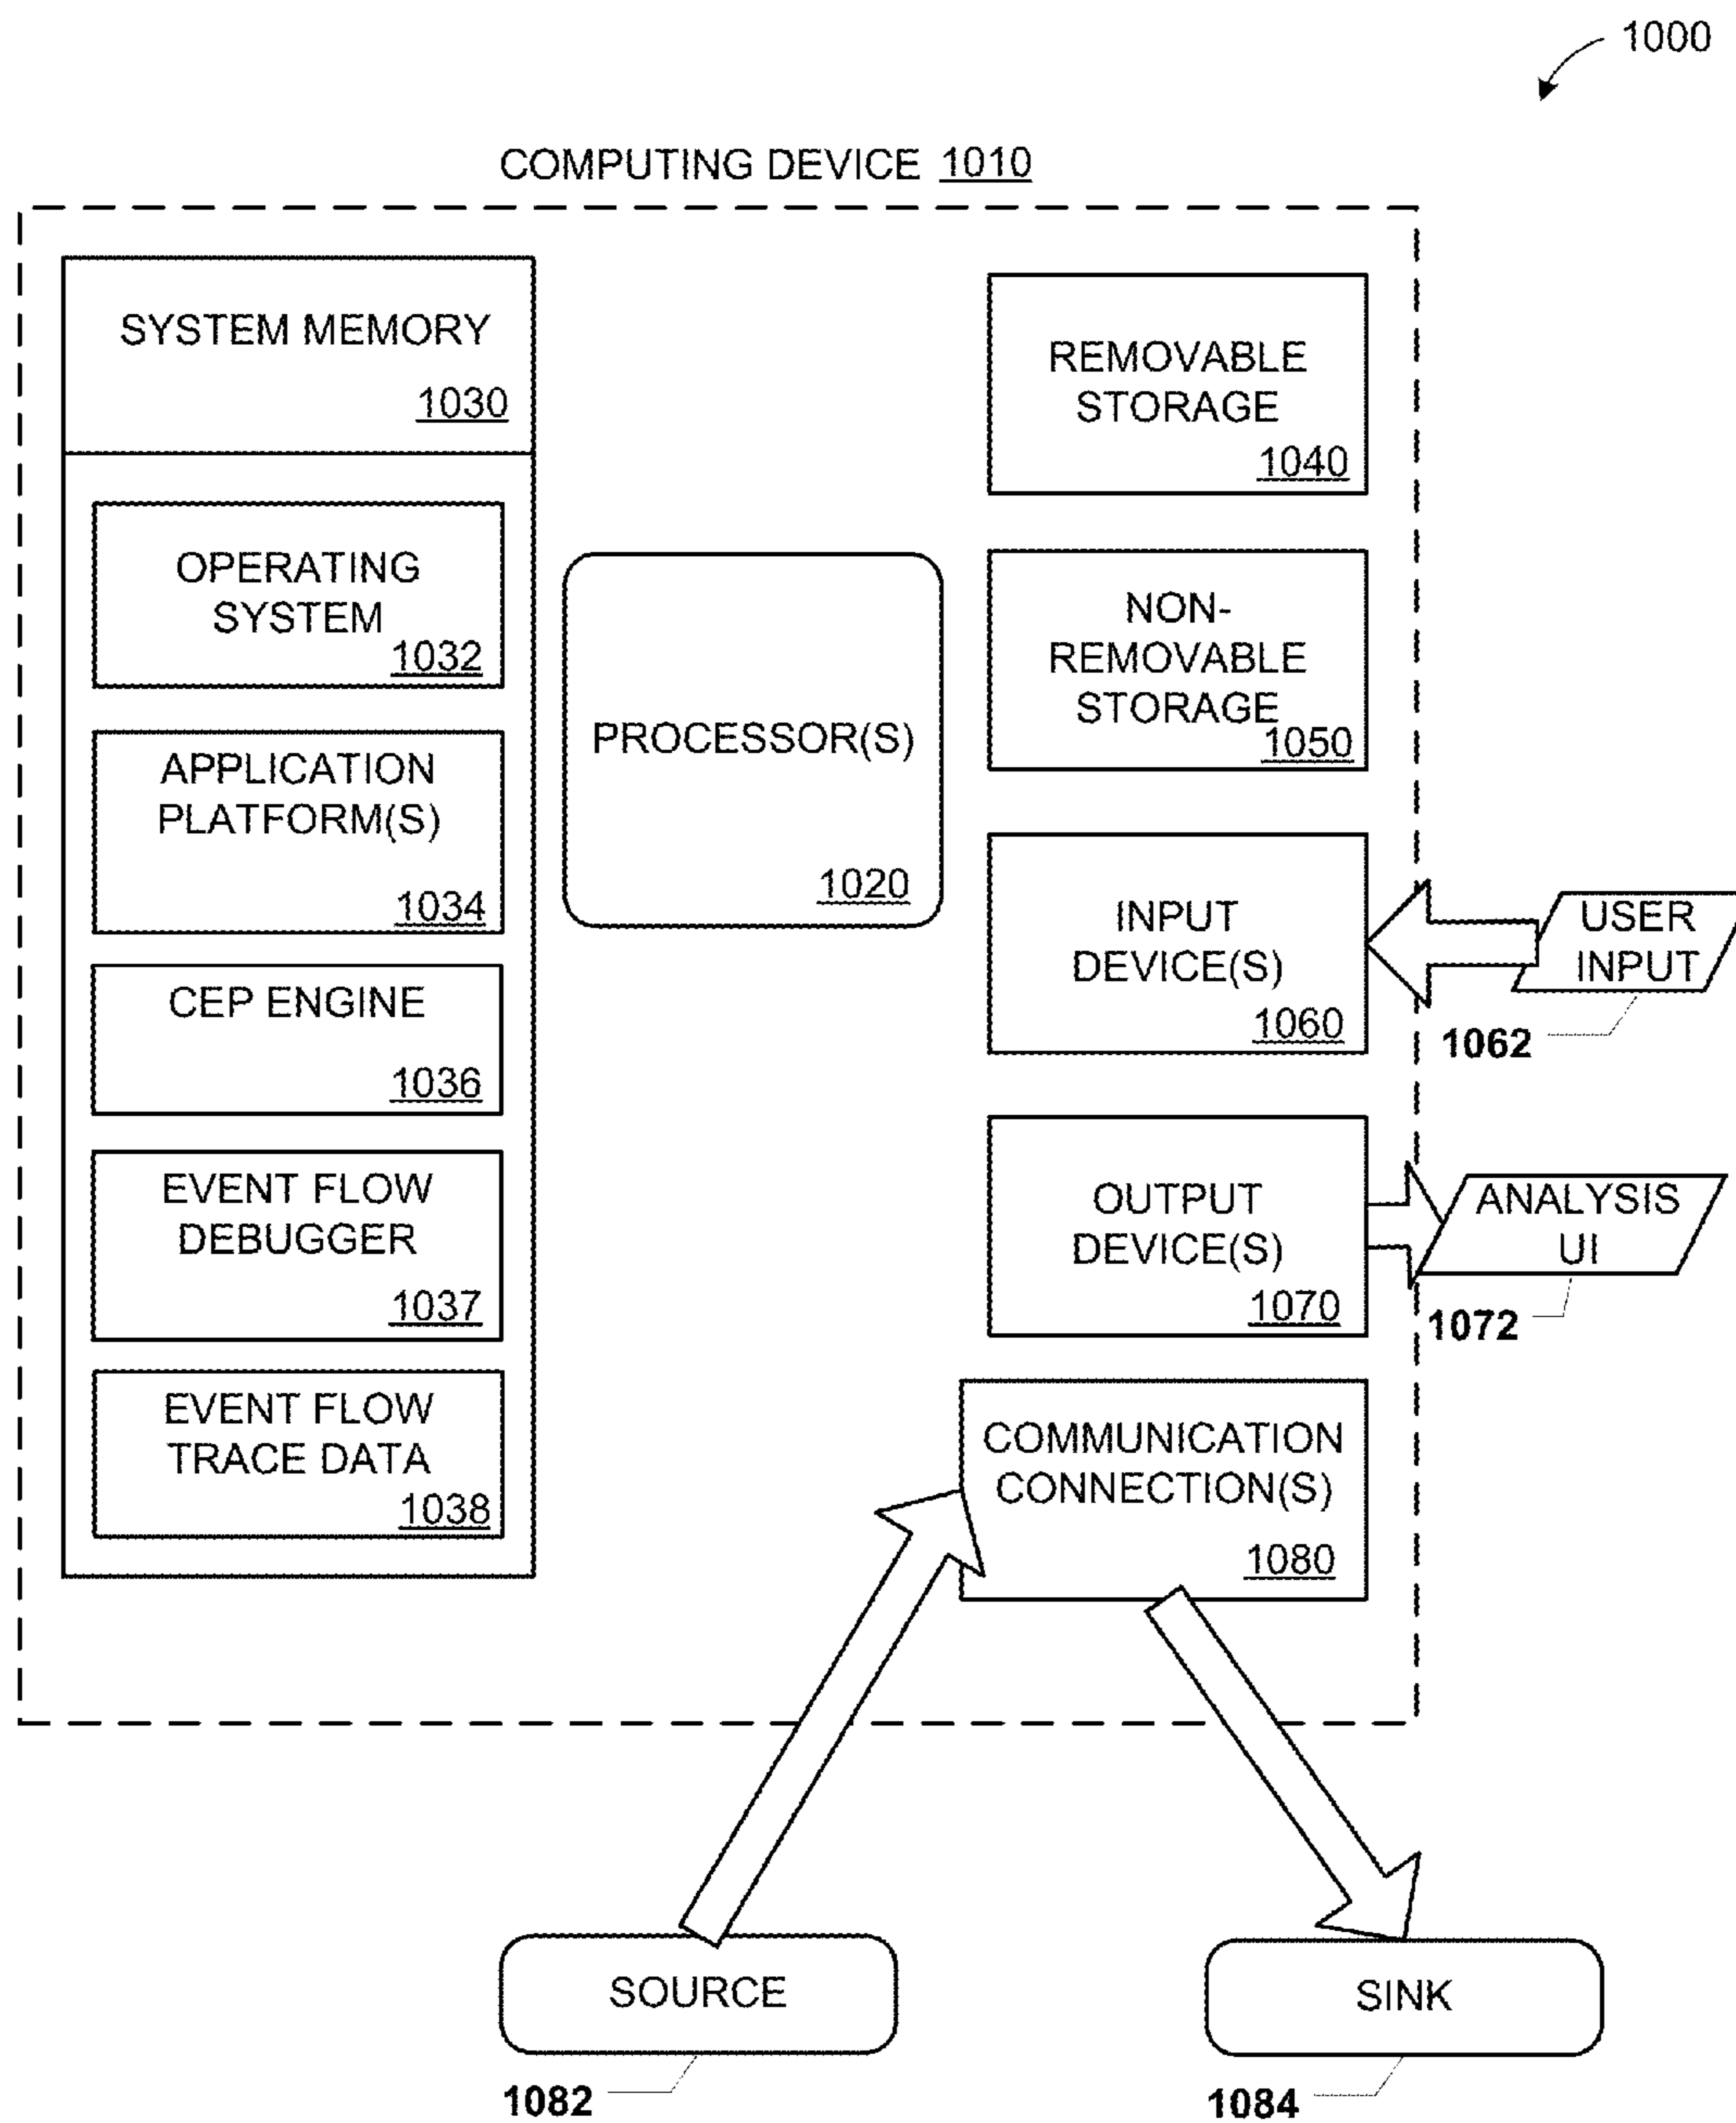 1000
COMPUTING DEVICE 1010
SYSTEM MEMORY
1030
OPERATING
SYSTEM
1032
APPLICATION
PLATFORM(S)
1034
CEP ENGINE
1036
EVENT FLOW
DEBUGGER
1037
EVENT FLOW
TRACE DATA
1038
PROCESSOR(S)
1020
REMOVABLE
STORAGE
1040
NON-
REMOVABLE
STORAGE
1050
INPUT
DEVICE(S)
1060
USER
INPUT
1062
OUTPUT
DEVICE(S)
1070
ANALYSIS
UI
1072
COMMUNICATION
CONNECTION(S)
1080
SOURCE
1082
SINK
1084